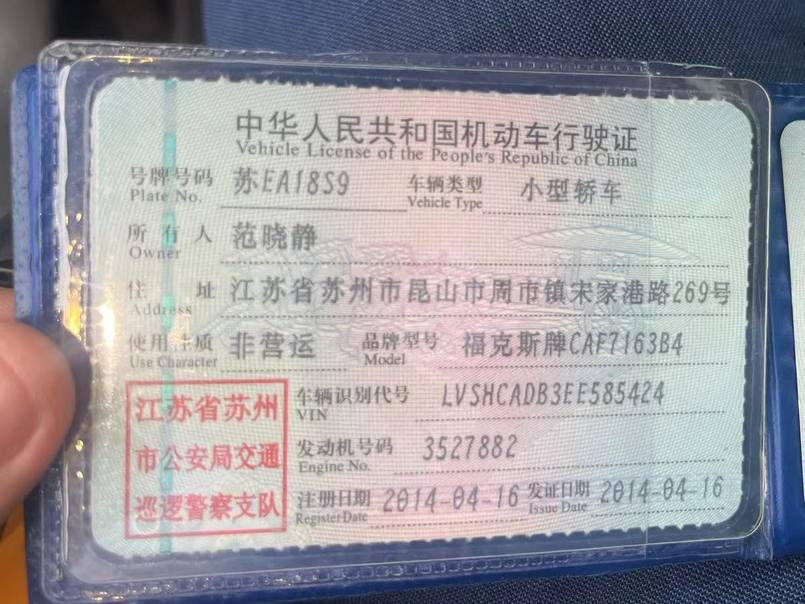 中华人民共和国机动车行驶证
Vehicle License of the People's Republic of China
号牌号码 苏EA18S9 车辆类型 小型轿车
Plate No. Vehicle Type
所有人 范晓静
Owner
住址 江苏省苏州市昆山市周市镇宋家港路269号
Address
使用性质 非营运 品牌型号 福克斯牌CAF7163B4
Use Character Model
江苏省苏州
市公安局交通
巡逻警察支队
车辆识别代号 LVSHCADB3EE585424
VIN
发动机号码 3527882
Engine No.
注册日期 2014-04-16 发证日期 2014-04-16
Register Date Issue Date